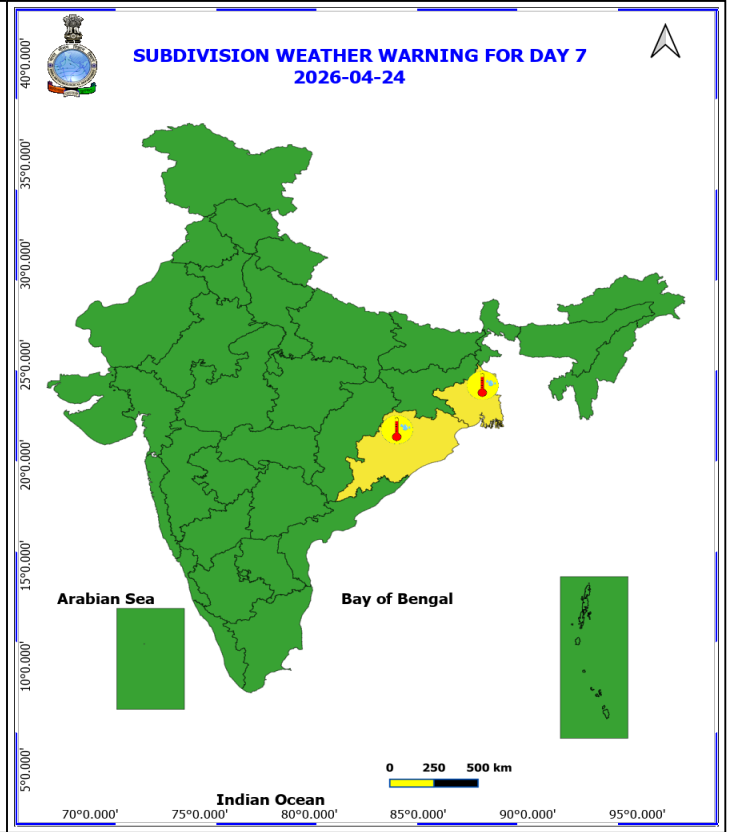 SUBDIVISION WEATHER WARNING FOR DAY 7
2026-04-24
40°0.000'
35°0.000'
30°0.000'
25°0.000'
20°0.000'
15°0.000'
10°0.000'
5°0.000'
Arabian Sea
Bay of Bengal
0 250 500 km
Indian Ocean
70°0.000' 75°0.000' 80°0.000' 85°0.000' 90°0.000' 95°0.000'